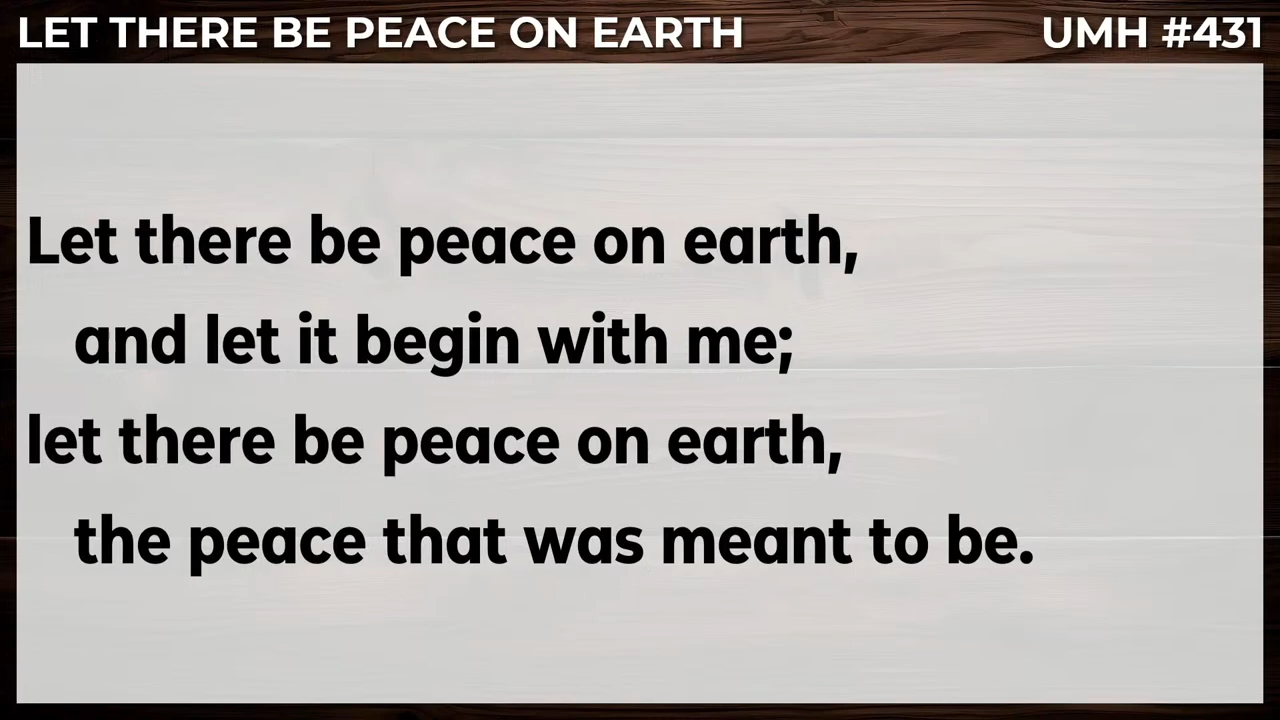 LET THERE BE PEACE ON EARTH UMH #431
Let there be peace on earth,
and let it begin with me;
let there be peace on earth,
the peace that was meant to be.